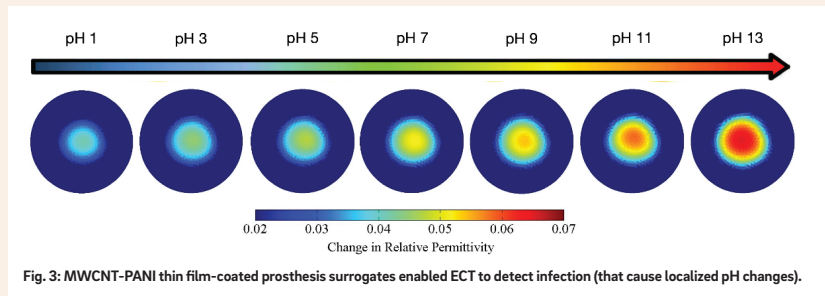 pH 1 pH 3 pH 5 pH 7 pH 9 pH 11 pH 13
0.02 0.03 0.04 0.05 0.06 0.07
Change in Relative Permittivity
Fig. 3: MWCNT-PANI thin film-coated prosthesis surrogates enabled ECT to detect infection (that cause localized pH changes).